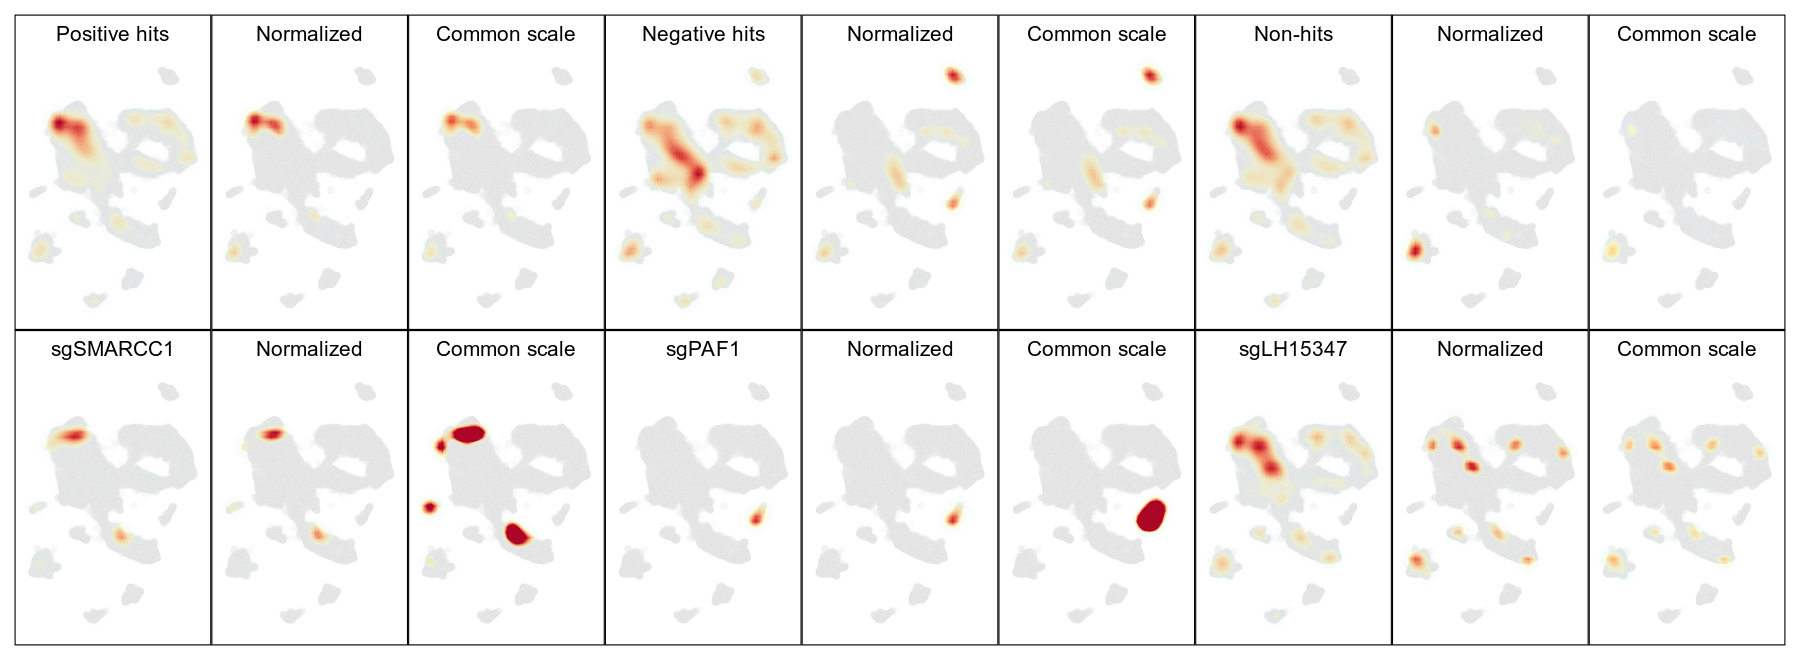 Positive hits
Normalized
Common scale
Negative hits
Normalized
Common scale
Non-hits
Normalized
Common scale
sgSMARCC1
Normalized
Common scale
sgPAF1
Normalized
Common scale
sgLH15347
Normalized
Common scale